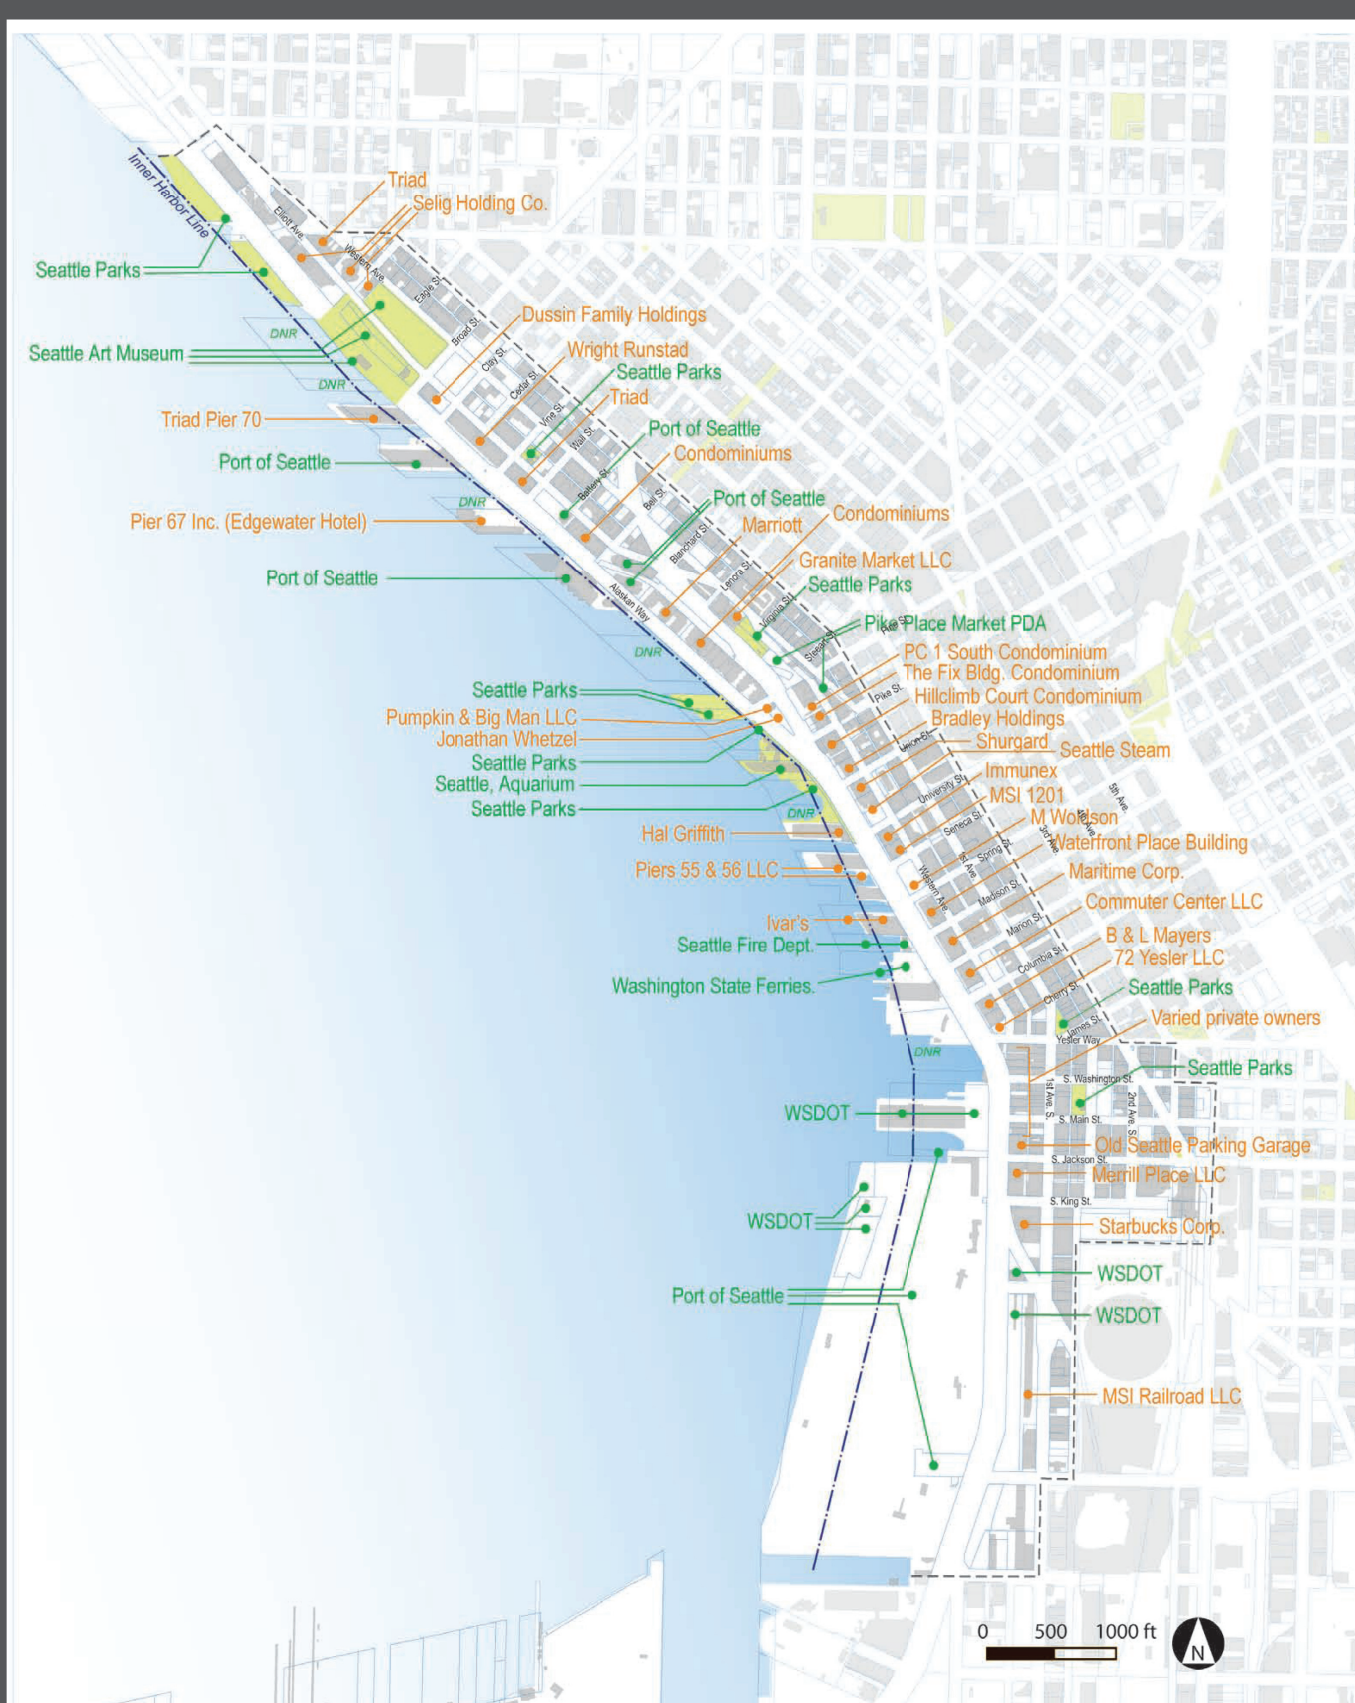 Inner Harbor Line
Triad
Selig Holding Co.
Elliott Ave.
Western Ave.
Seattle Parks
Eagle St.
DNR
Dussin Family Holdings
Broad St.
Seattle Art Museum
Wright Runstad
Clay St.
Seattle Parks
DNR
Cedar St.
Triad
Triad Pier 70
Vine St.
Port of Seattle
Wall St.
Condominiums
Port of Seattle
Battery St.
Port of Seattle
Bell St.
DNR
Condominiums
Pier 67 Inc. (Edgewater Hotel)
Marriott
Blanchard St.
Granite Market LLC
Port of Seattle
Lenora St.
Seattle Parks
Alaskan Way
Virginia St.
Pike Place Market PDA
Pine St.
Stewart St.
DNR
PC 1 South Condominium
The Fix Bldg. Condominium
Seattle Parks
Pike St.
Hillclimb Court Condominium
Pumpkin & Big Man LLC
Bradley Holdings
Jonathan Whetzel
Union St.
Shurgard
Seattle Steam
Seattle Parks
Immunex
Seattle, Aquarium
University St.
MSI 1201
5th Ave.
Seattle Parks
DNR
Seneca St.
M Woldson
4th Ave.
Hal Griffith
3rd Ave.
Waterfront Place Building
Spring St.
Piers 55 & 56 LLC
1st Ave.
Maritime Corp.
Western Ave.
Madison St.
Commuter Center LLC
Ivar's
Marion St.
B & L Mayers
Seattle Fire Dept.
72 Yesler LLC
Columbia St.
Washington State Ferries.
Cherry St.
Seattle Parks
Varied private owners
James St.
Yesler Way
DNR
Seattle Parks
S. Washington St.
1st Ave. S.
2nd Ave. S.
WSDOT
S. Main St.
Old Seattle Parking Garage
S. Jackson St.
Merrill Place LLC
S. King St.
WSDOT
Starbucks Corp.
WSDOT
Port of Seattle
WSDOT
MSI Railroad LLC
0 500 1000 ft
N